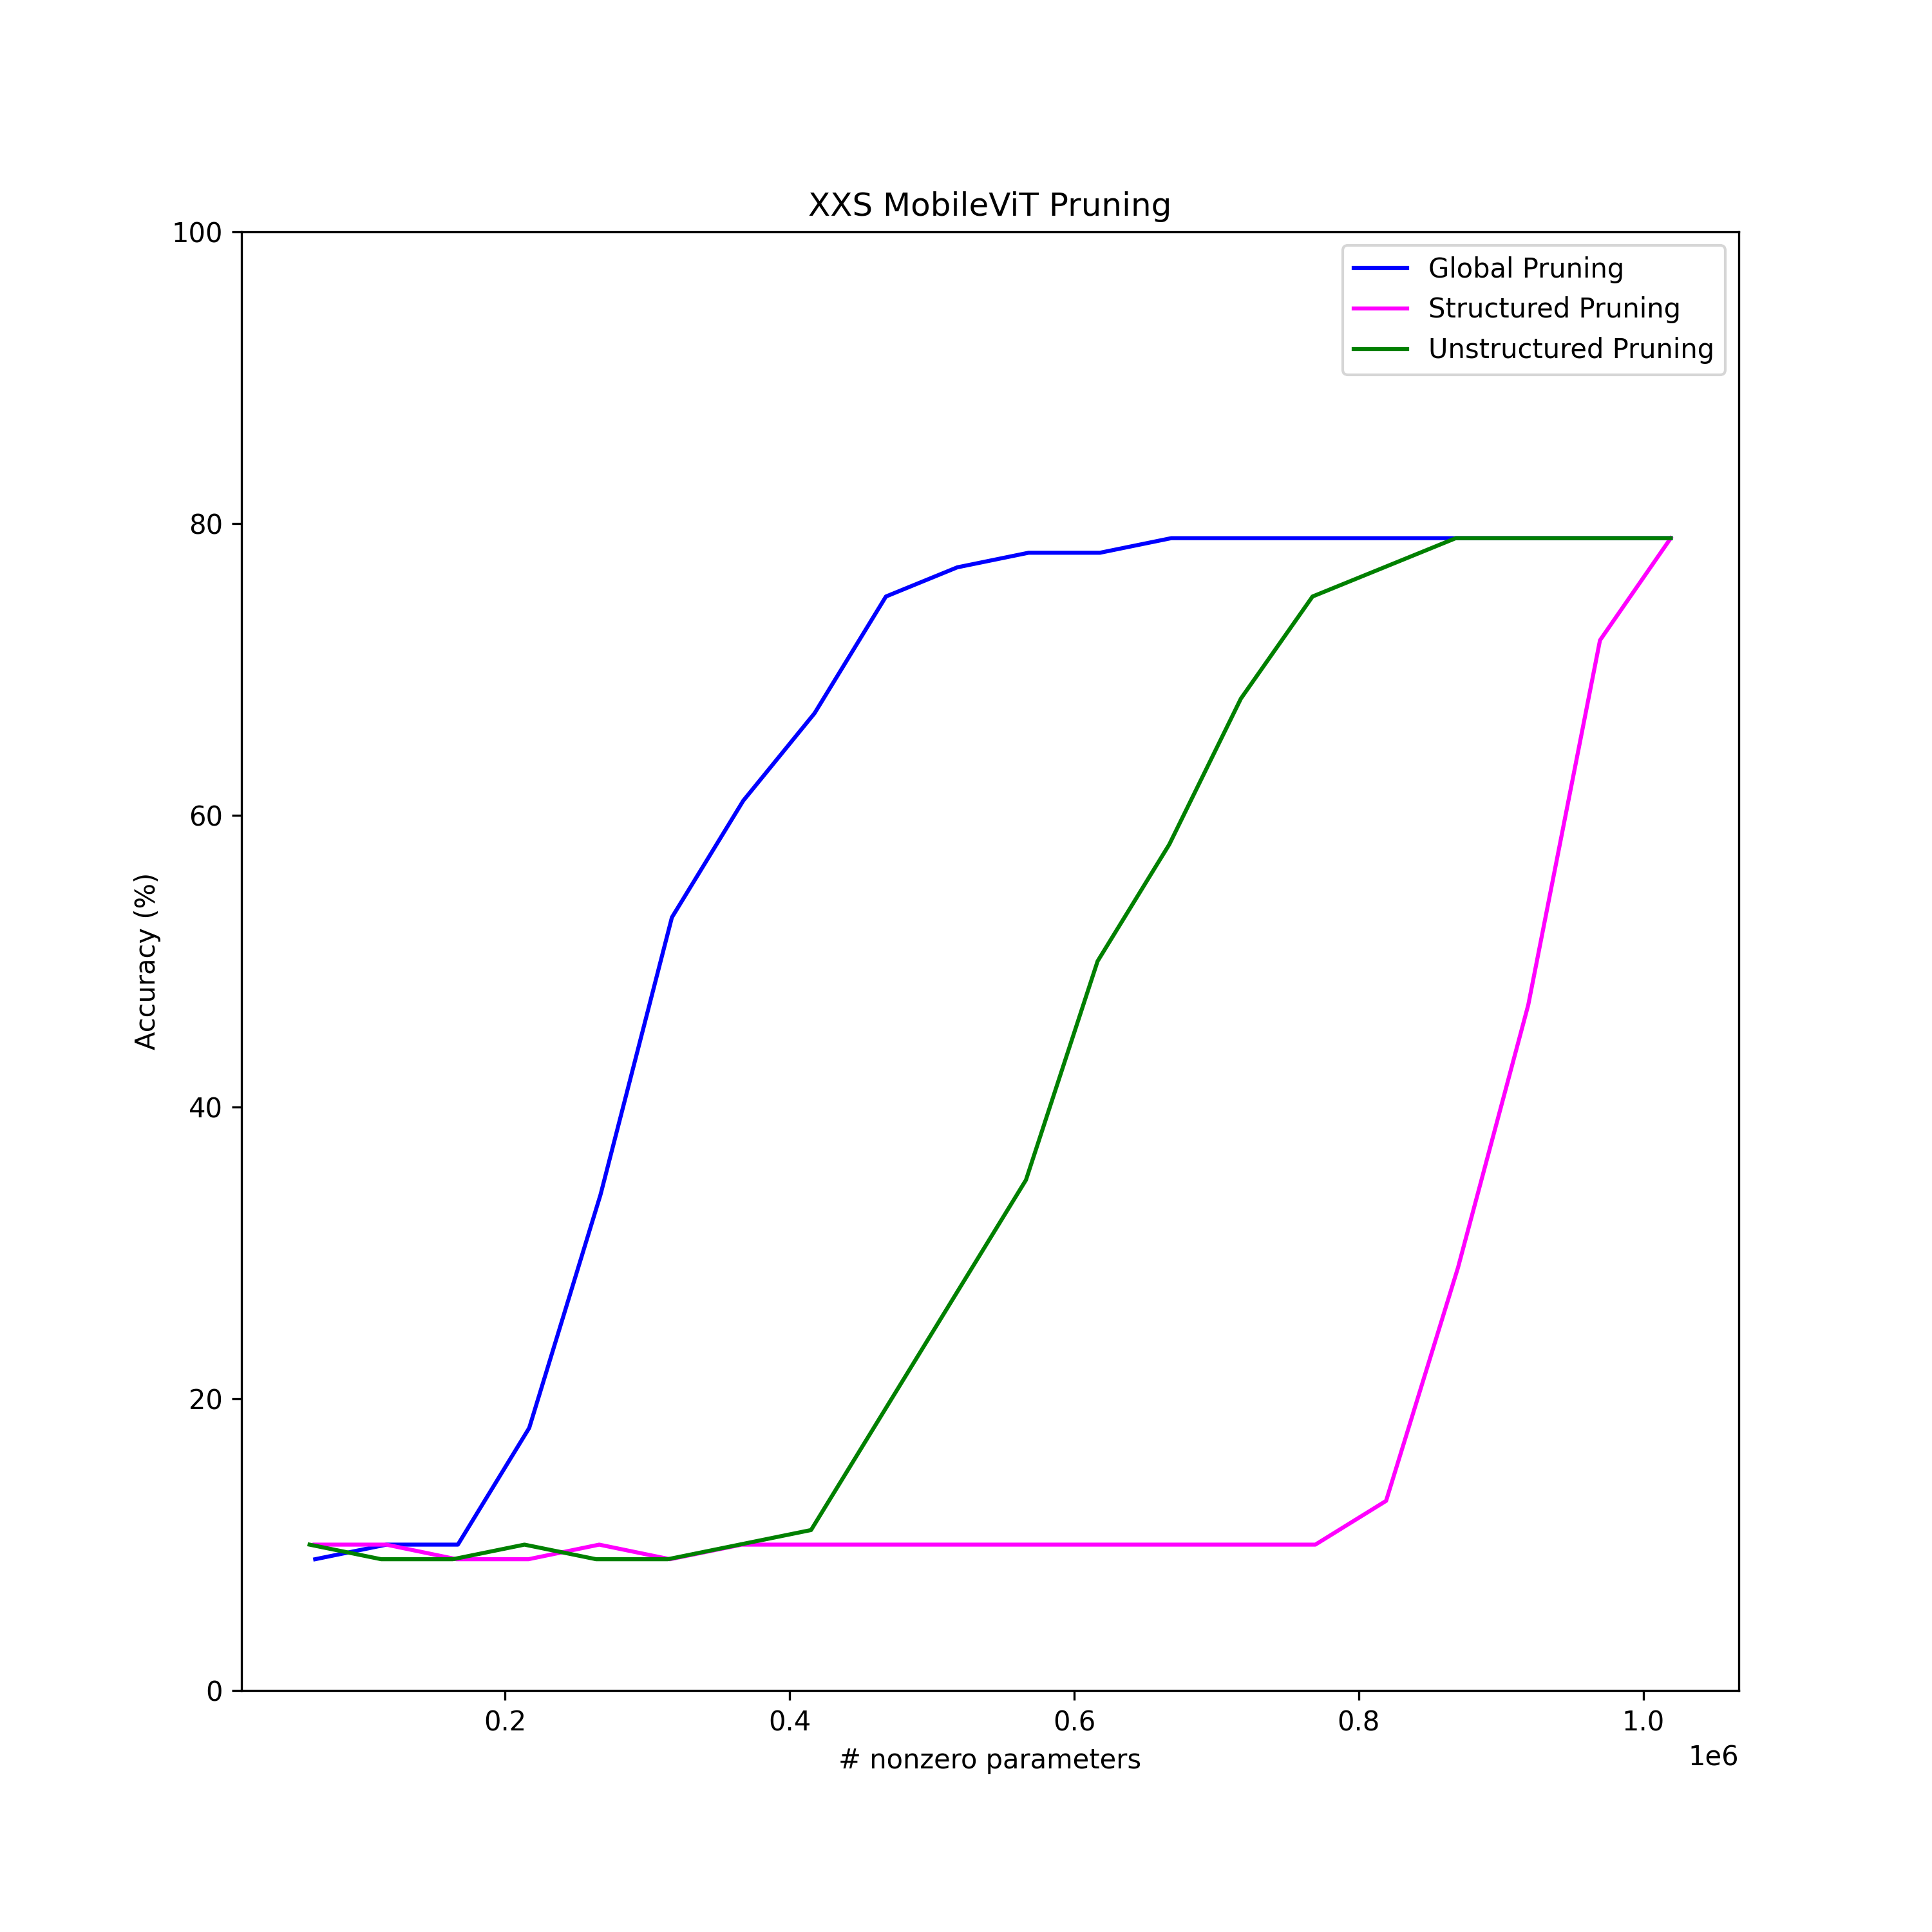 XXS MobileViT Pruning
100
80
60
40
20
0
Accuracy (%)
Global Pruning
Structured Pruning
Unstructured Pruning
0.2 0.4 0.6 0.8 1.0
# nonzero parameters
1e6